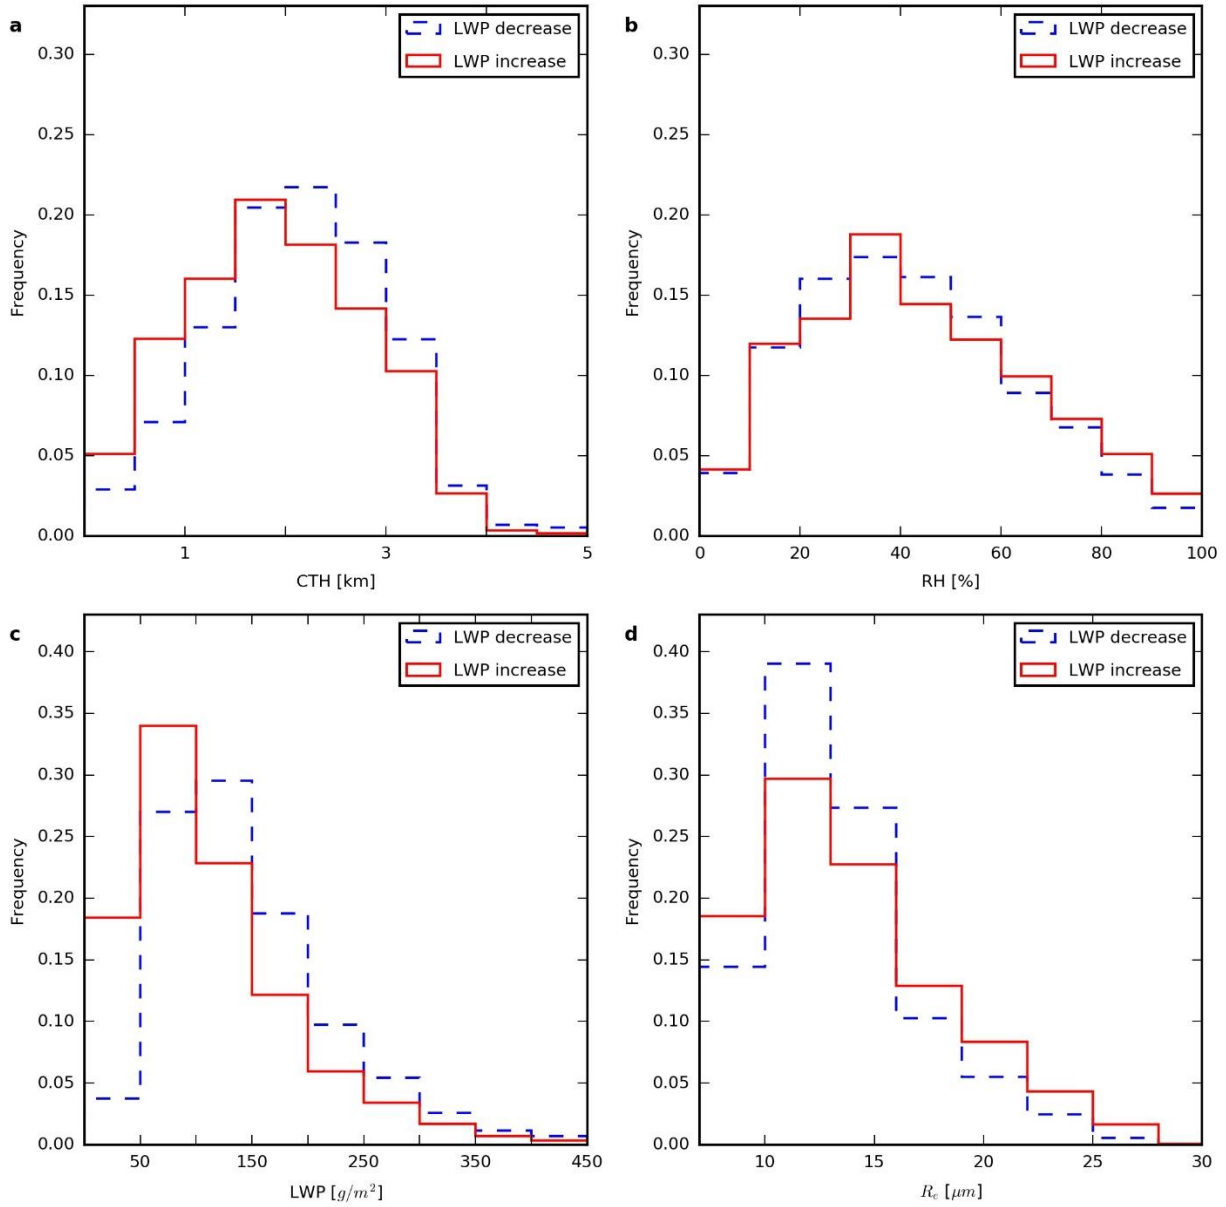 a
LWP decrease
LWP increase
0.30
0.25
0.20
0.15
0.10
0.05
0.00
Frequency
1 3 5
CTH [km]
b
LWP decrease
LWP increase
0.30
0.25
0.20
0.15
0.10
0.05
0.00
Frequency
0 20 40 60 80 100
RH [%]
c
LWP decrease
LWP increase
0.40
0.35
0.30
0.25
0.20
0.15
0.10
0.05
0.00
Frequency
50 150 250 350 450
LWP [g/m²]
d
LWP decrease
LWP increase
0.40
0.35
0.30
0.25
0.20
0.15
0.10
0.05
0.00
Frequency
10 15 20 25 30
Rₑ [μm]